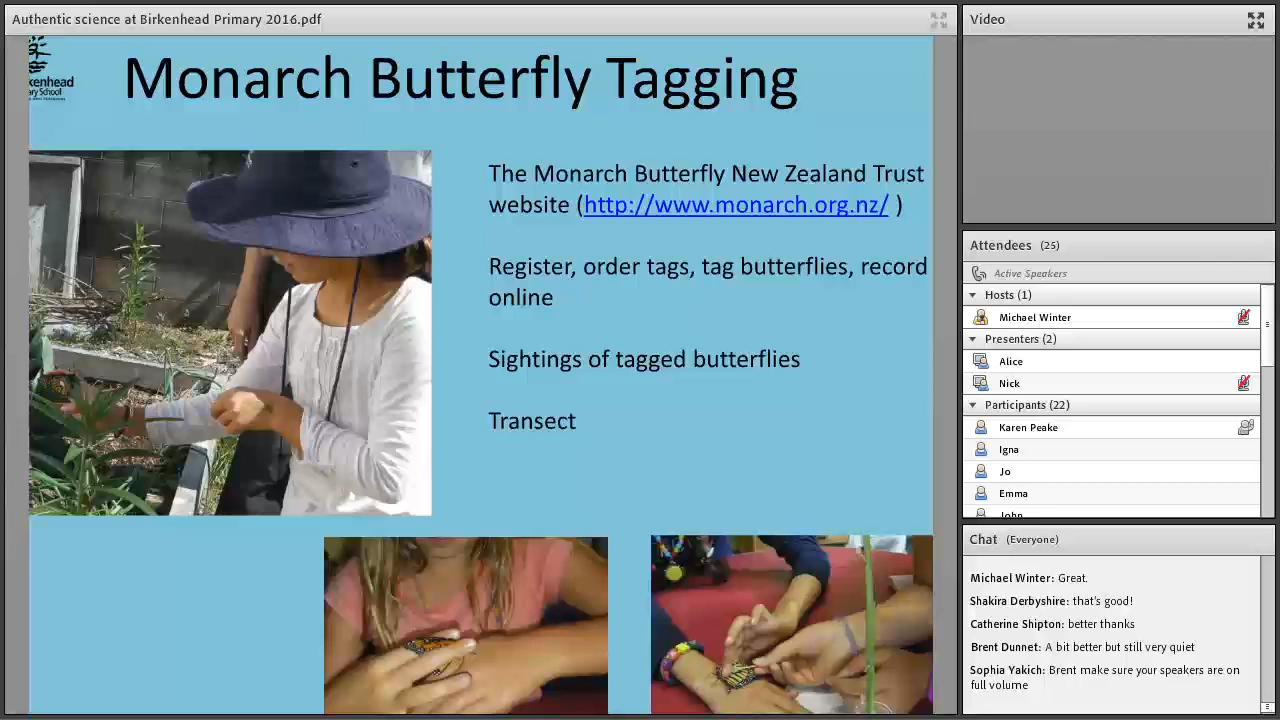 Authentic science at Birkenhead Primary 2016.pdf
kenhead
ary School
Monarch Butterfly Tagging
The Monarch Butterfly New Zealand Trust
website (http://www.monarch.org.nz/ )
Register, order tags, tag butterflies, record
online
Sightings of tagged butterflies
Transect
Video
Attendees (25)
Active Speakers
Hosts (1)
Michael Winter
Presenters (2)
Alice
Nick
Participants (22)
Karen Peake
Igna
Jo
Emma
John
Chat (Everyone)
Michael Winter: Great.
Shakira Derbyshire: that's good!
Catherine Shipton: better thanks
Brent Dunnet: A bit better but still very quiet
Sophia Yakich: Brent make sure your speakers are on
full volume